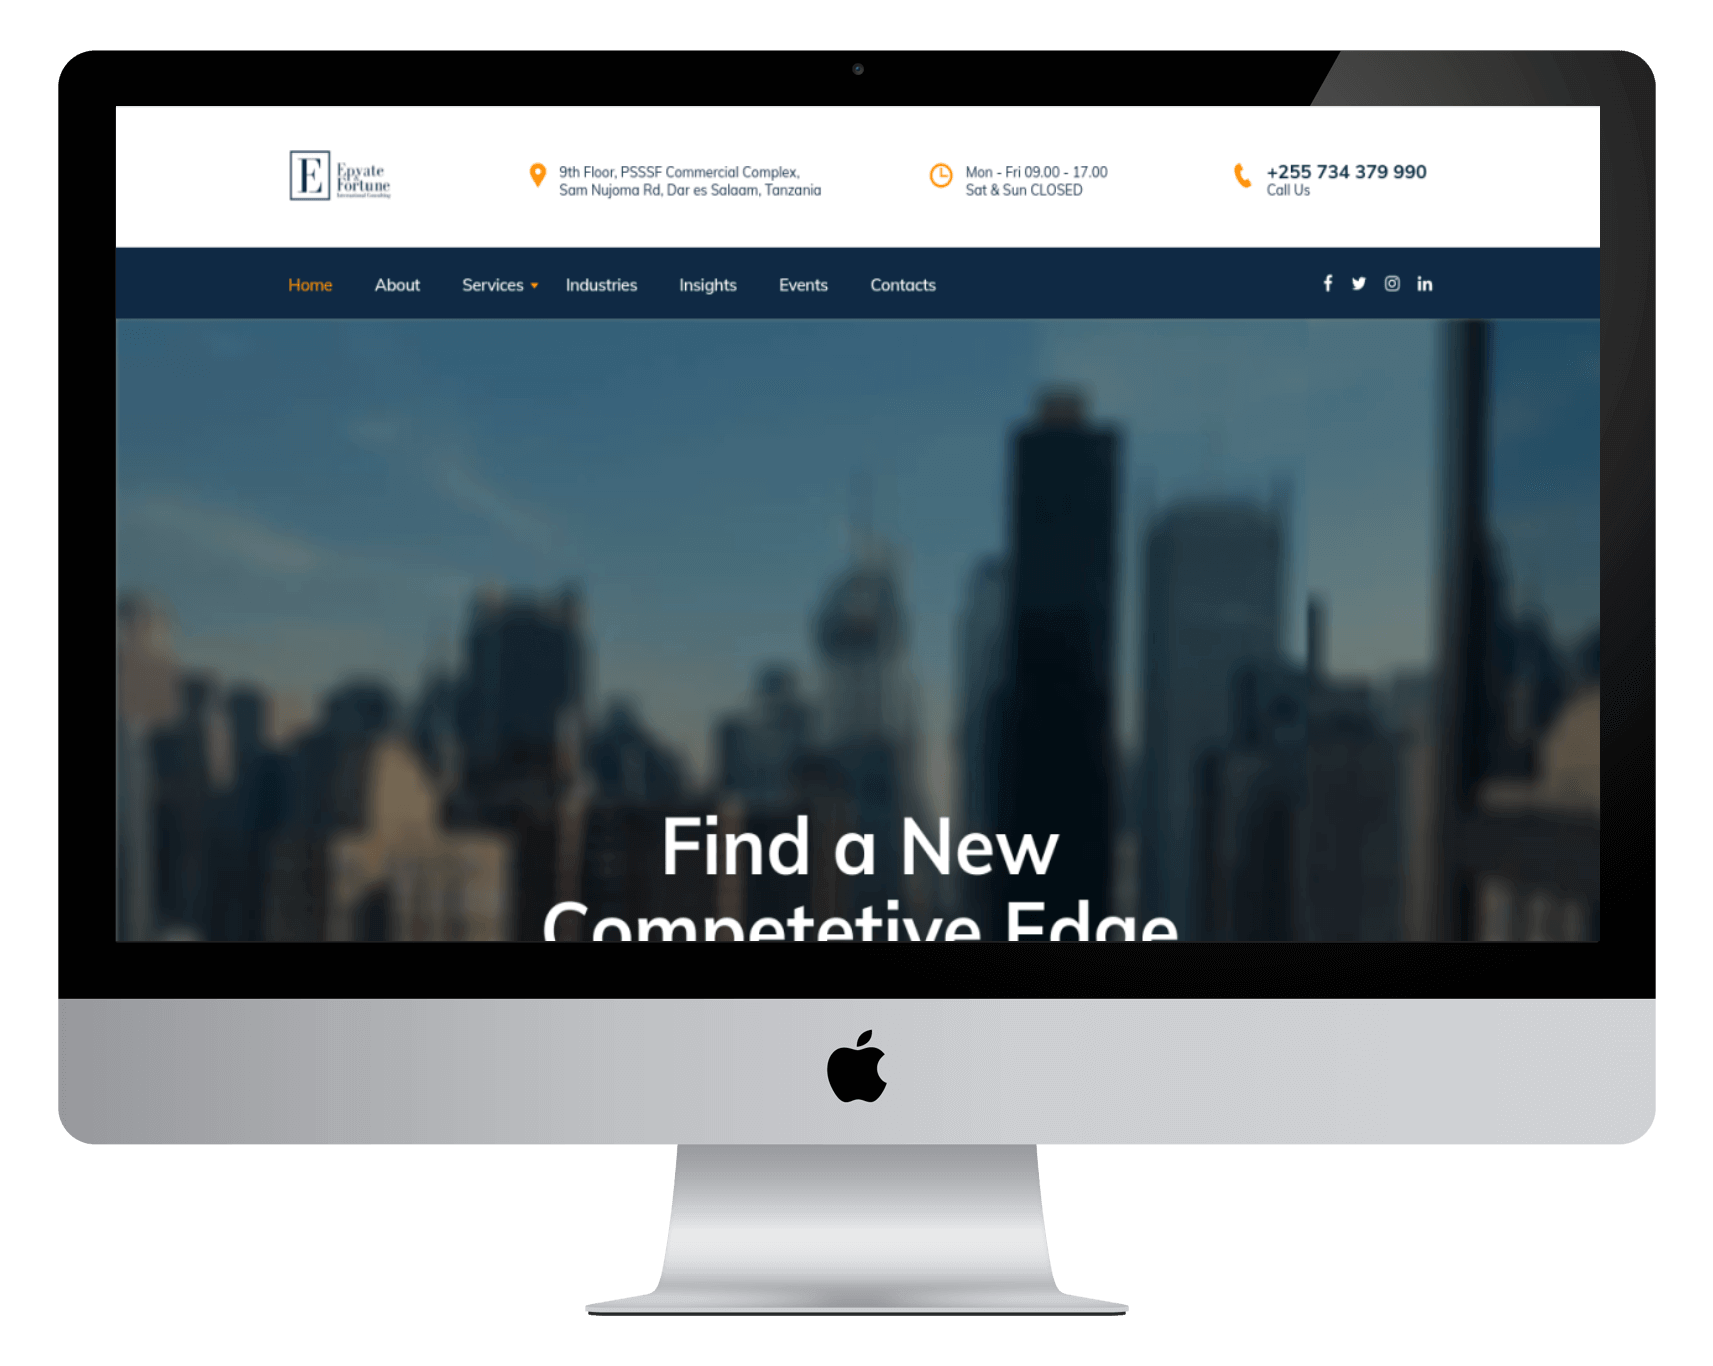 E
Epyate
&
Fortune
International Consulting
9th Floor, PSSSF Commercial Complex,
Sam Nujoma Rd, Dar es Salaam, Tanzania
Mon - Fri 09.00 - 17.00
Sat & Sun CLOSED
+255 734 379 990
Call Us
Home About Services Industries Insights Events Contacts
Find a New
Competetive Edge